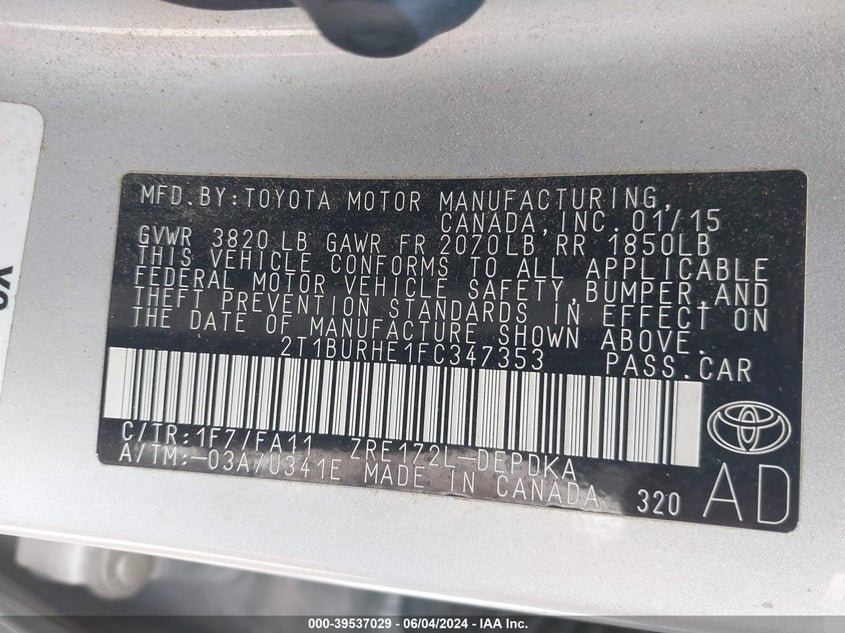 MFD.BY:TOYOTA MOTOR MANUFACTURING,
CANADA,INC.01/15
GVWR 3820 LB GAWR FR 2070LB RR 1850LB
THIS VEHICLE CONFORMS TO ALL APPLICABLE
FEDERAL MOTOR VEHICLE SAFETY,BUMPER,AND
THEFT PREVENTION STANDARDS IN EFFECT ON
THE DATE OF MANUFACTURE SHOWN ABOVE.
2T1BURHE1FC347353 PASS.CAR
C/TR:1F7/FA11 ZRE172L-DEPDKA
A/TM:-03A/U341E MADE IN CANADA 320
AD
000-39537029 - 06/04/2024 - IAA Inc.